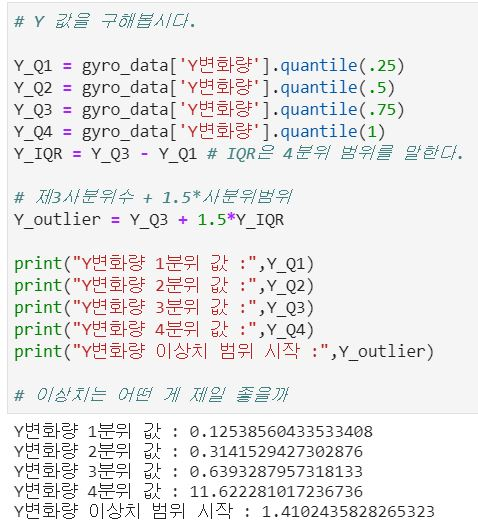 # Y 값을 구해봅시다.
Y_Q1 = gyro_data['Y변화량'].quantile(.25)
Y_Q2 = gyro_data['Y변화량'].quantile(.5)
Y_Q3 = gyro_data['Y변화량'].quantile(.75)
Y_Q4 = gyro_data['Y변화량'].quantile(1)
Y_IQR = Y_Q3 - Y_Q1 # IQR은 4분위 범위를 말한다.
# 제3사분위수 + 1.5*사분위범위
Y_outlier = Y_Q3 + 1.5*Y_IQR
print("Y변화량 1분위 값 :",Y_Q1)
print("Y변화량 2분위 값 :",Y_Q2)
print("Y변화량 3분위 값 :",Y_Q3)
print("Y변화량 4분위 값 :",Y_Q4)
print("Y변화량 이상치 범위 시작 :",Y_outlier)
# 이상치는 어떤 게 제일 좋을까
Y변화량 1분위 값 : 0.12538560433533408
Y변화량 2분위 값 : 0.3141529427302876
Y변화량 3분위 값 : 0.6393287957318133
Y변화량 4분위 값 : 11.622281017236736
Y변화량 이상치 범위 시작 : 1.4102435828265323